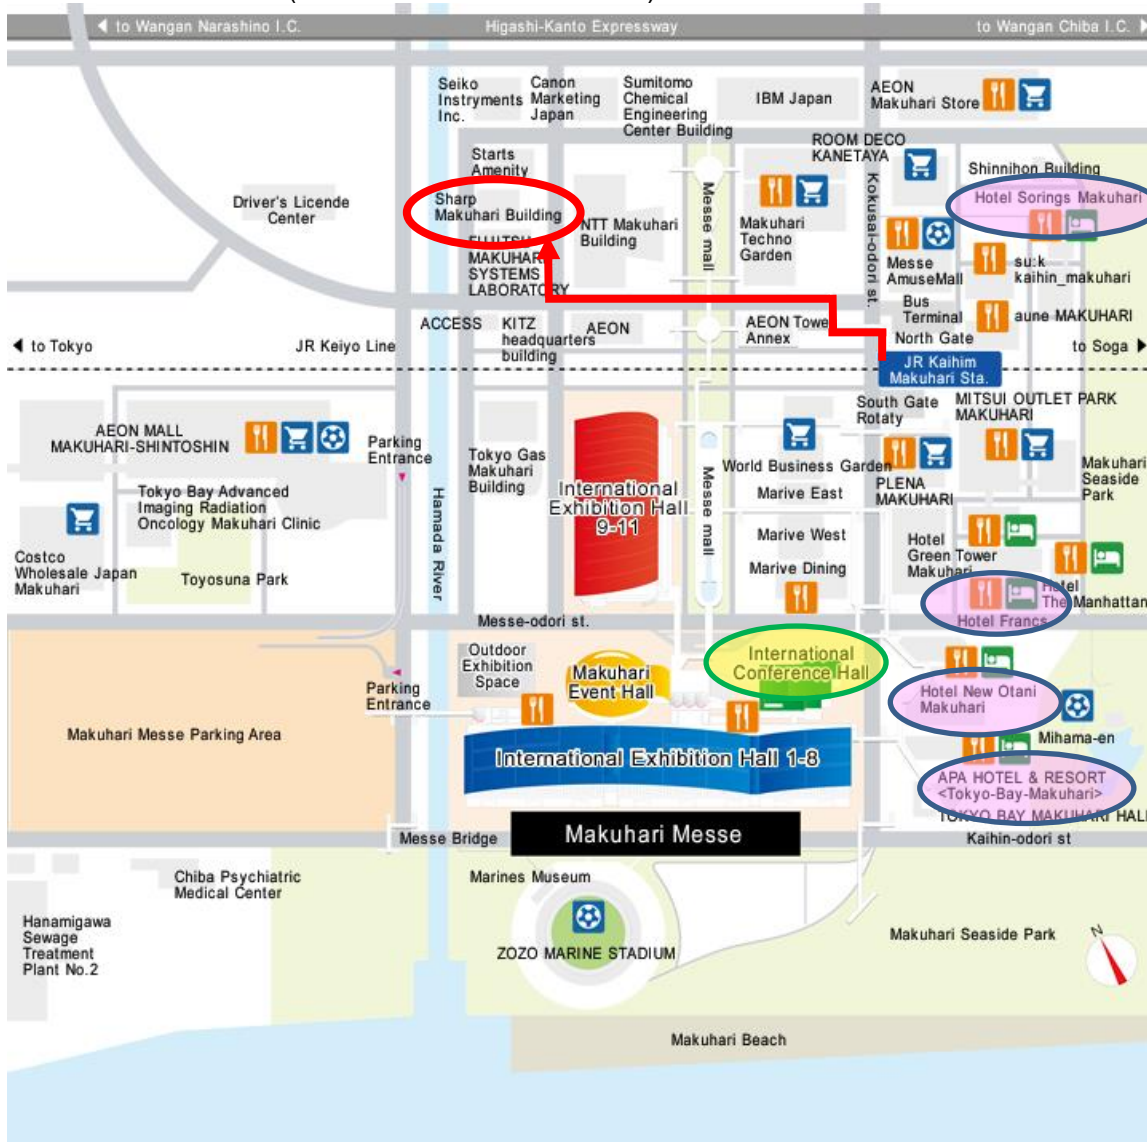 to Wangan Narashino I.C.
Higashi-Kanto Expressway
to Wangan Chiba I.C.
Seiko
Instryments
Inc.
Canon
Marketing
Japan
Sumitomo
Chemical
Engineering
Center Building
IBM Japan
AEON
Makuhari Store
ROOM DECO
KANETAYA
Starts
Amenity
Shinnihon Building
Driver's Licende
Center
Sharp
Makuhari Building
NTT Makuhari
Building
Messe mall
Makuhari
Techno
Garden
Kokusai-odori st.
Hotel Sorings Makuhari
FUJITSU
MAKUHARI
SYSTEMS
LABORATORY
Messe
AmuseMall
su:k
kaihin_makuhari
Bus
Terminal
aune MAKUHARI
ACCESS
KITZ
headquarters
building
AEON
AEON Tower
Annex
North Gate
to Tokyo
JR Keiyo Line
to Soga
JR Kaihim
Makuhari Sta.
South Gate
Rotaty
MITSUI OUTLET PARK
MAKUHARI
AEON MALL
MAKUHARI-SHINTOSHIN
Parking
Entrance
Tokyo Gas
Makuhari
Building
International
Exhibition Hall
9-11
Messe mall
World Business Garden
PLENA
MAKUHARI
Makuhari
Seaside
Park
Tokyo Bay Advanced
Imaging Radiation
Oncology Makuhari Clinic
Hamada River
Marive East
Marive West
Marive Dining
Hotel
Green Tower
Makuhari
Costco
Wholesale Japan
Makuhari
Toyosuna Park
Hotel
The Manhattan
Hotel Francs
Messe-odori st.
Outdoor
Exhibition
Space
Makuhari
Event Hall
International
Conference Hall
Parking
Entrance
Hotel New Otani
Makuhari
Makuhari Messe Parking Area
International Exhibition Hall 1-8
Mihama-en
APA HOTEL & RESORT
<Tokyo-Bay-Makuhari>
TOKYO BAY MAKUHARI HALL
Messe Bridge
Makuhari Messe
Kaihin-odori st
Chiba Psychiatric
Medical Center
Marines Museum
Hanamigawa
Sewage
Treatment
Plant No.2
ZOZO MARINE STADIUM
Makuhari Seaside Park
N
Makuhari Beach